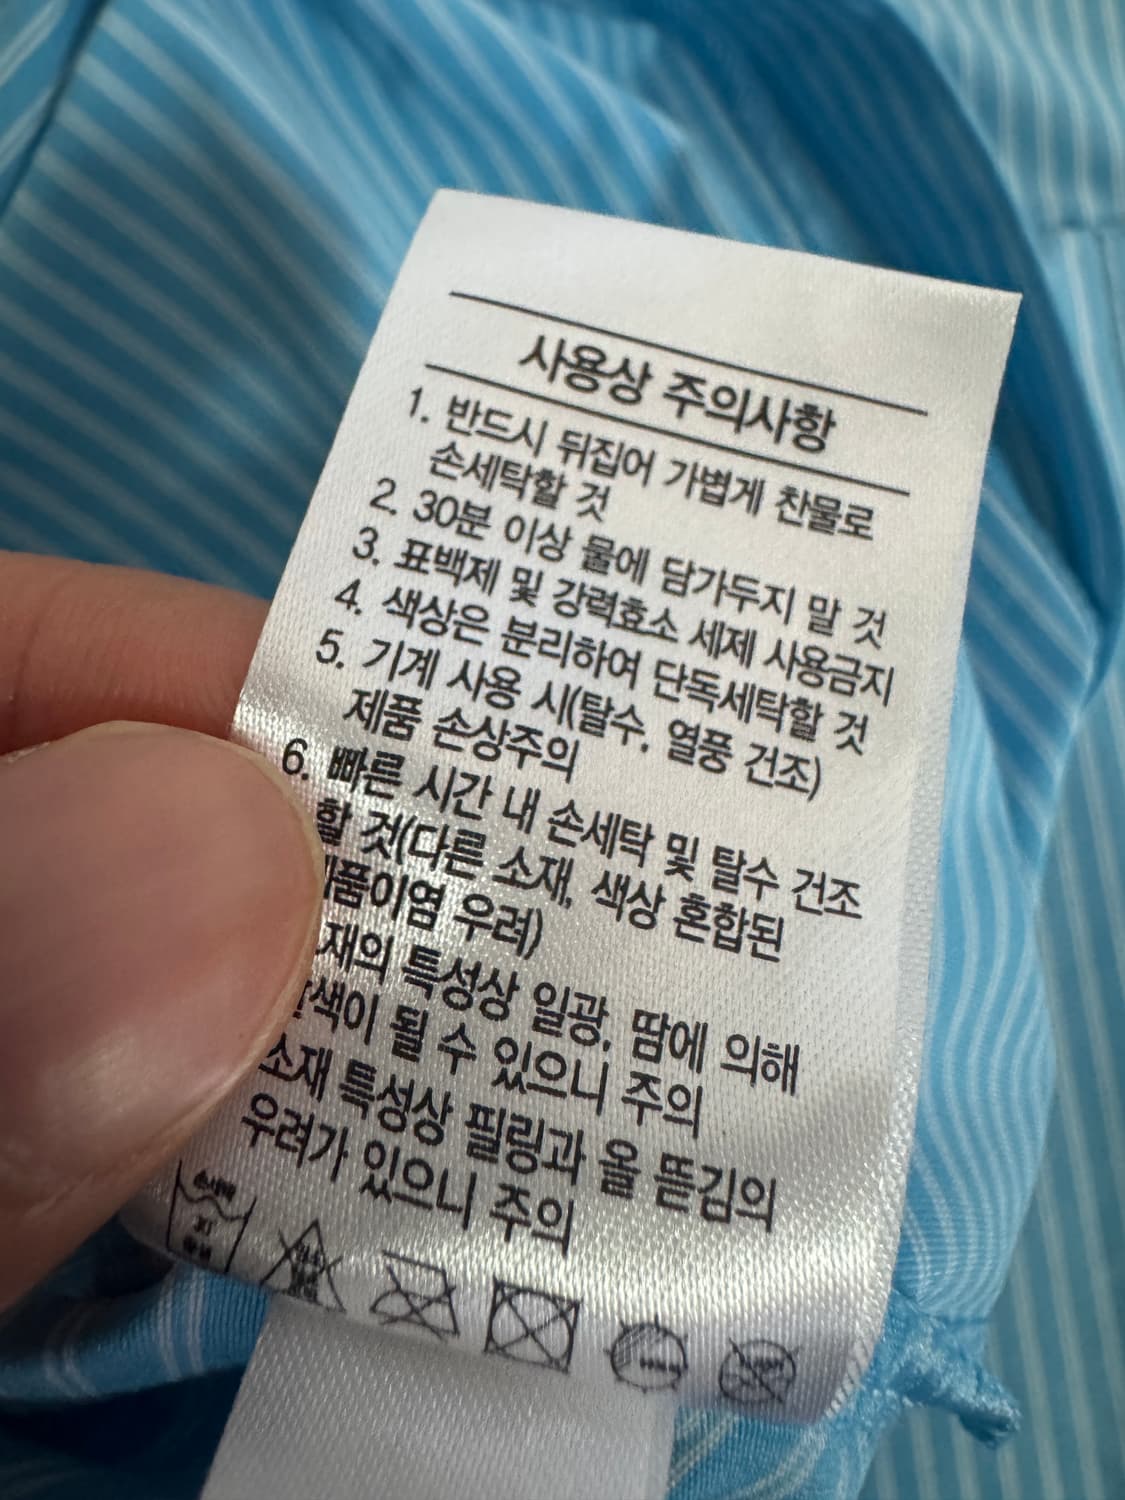 사용상 주의사항
1. 반드시 뒤집어 가볍게 찬물로
손세탁할 것
2. 30분 이상 물에 담가두지 말 것
3. 표백제 및 강력효소 세제 사용금지
4. 색상은 분리하여 단독세탁할 것
5. 기계 사용 시(탈수, 열풍 건조)
제품 손상주의
6. 빠른 시간 내 손세탁 및 탈수 건조
할 것(다른 소재, 색상 혼합된
제품이염 우려)
소재의 특성상 일광, 땀에 의해
색이 될 수 있으니 주의
소재 특성상 필링과 올 뜯김의
우려가 있으니 주의